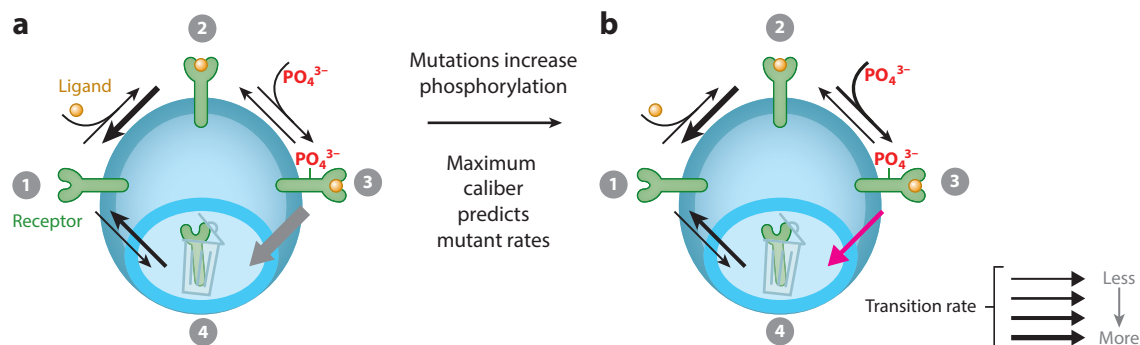 a
2
Ligand
PO₄³⁻
PO₄³⁻
1
3
Receptor
4
Mutations increase
phosphorylation
Maximum
caliber
predicts
mutant rates
b
2
PO₄³⁻
PO₄³⁻
1
3
4
Transition rate
Less
More